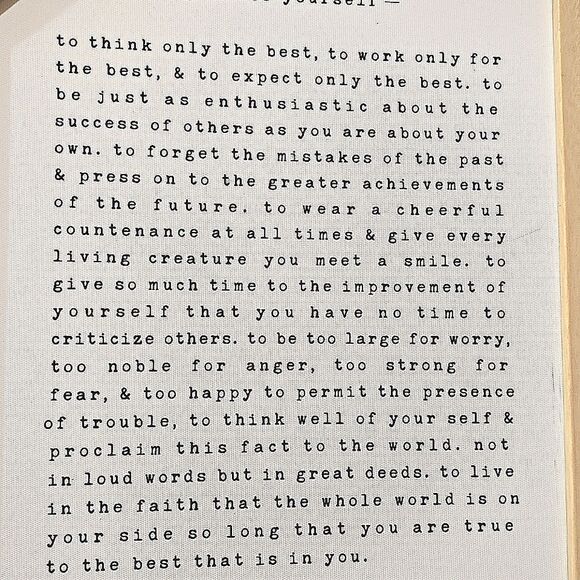 yourself —
to think only the best, to work only for
the best, & to expect only the best. to
be just as enthusiastic about the
success of others as you are about your
own. to forget the mistakes of the past
& press on to the greater achievements
of the future. to wear a cheerful
countenance at all times & give every
living creature you meet a smile. to
give so much time to the improvement of
yourself that you have no time to
criticize others. to be too large for worry,
too noble for anger, too strong for
fear, & too happy to permit the presence
of trouble, to think well of your self &
proclaim this fact to the world. not
in loud words but in great deeds. to live
in the faith that the whole world is on
your side so long that you are true
to the best that is in you.